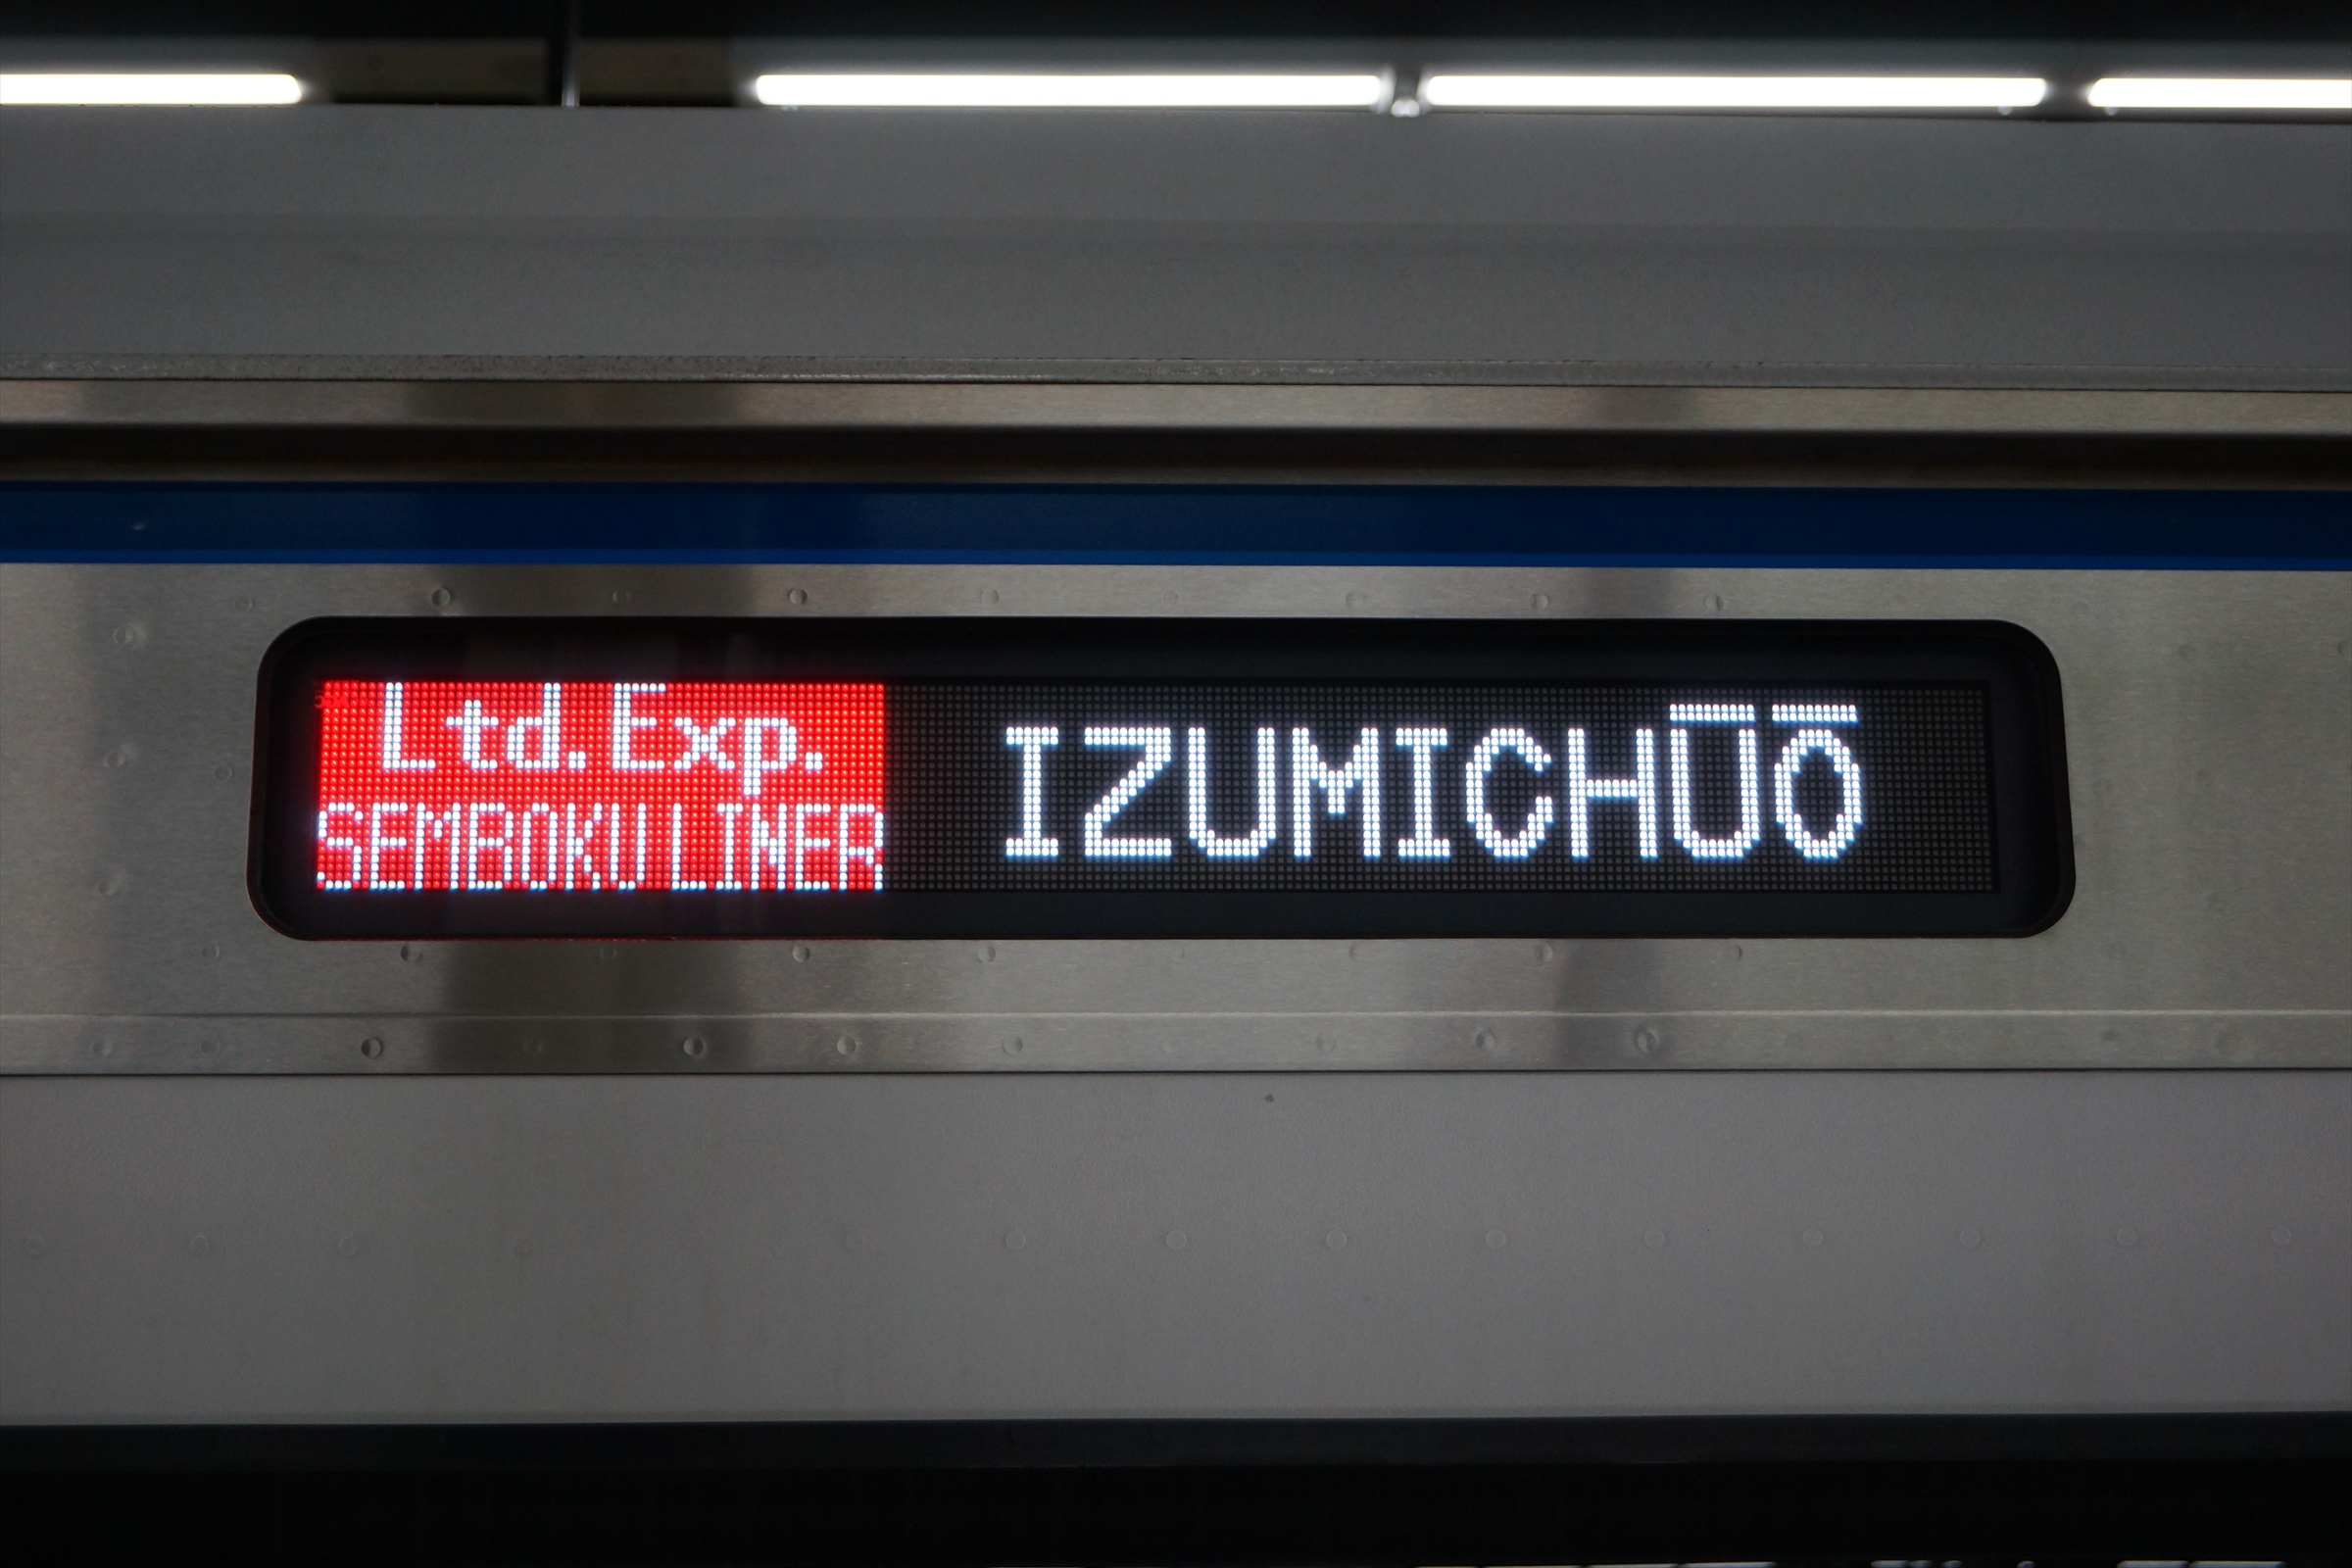 Ltd.Exp.
SEMBOKU LINER
IZUMICHŪŌ